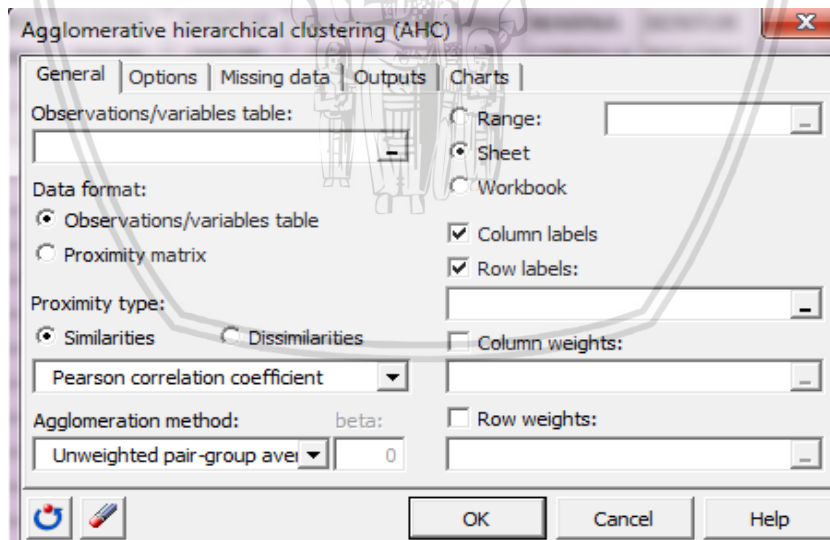 Agglomerative hierarchical clustering (AHC)
General Options Missing data Outputs Charts
Observations/variables table:
Range:
Sheet
Workbook
Data format:
Observations/variables table
Proximity matrix
Column labels
Row labels:
Proximity type:
Similarities Dissimilarities
Pearson correlation coefficient
Column weights:
Agglomeration method: beta:
Unweighted pair-group aver 0
Row weights:
OK Cancel Help